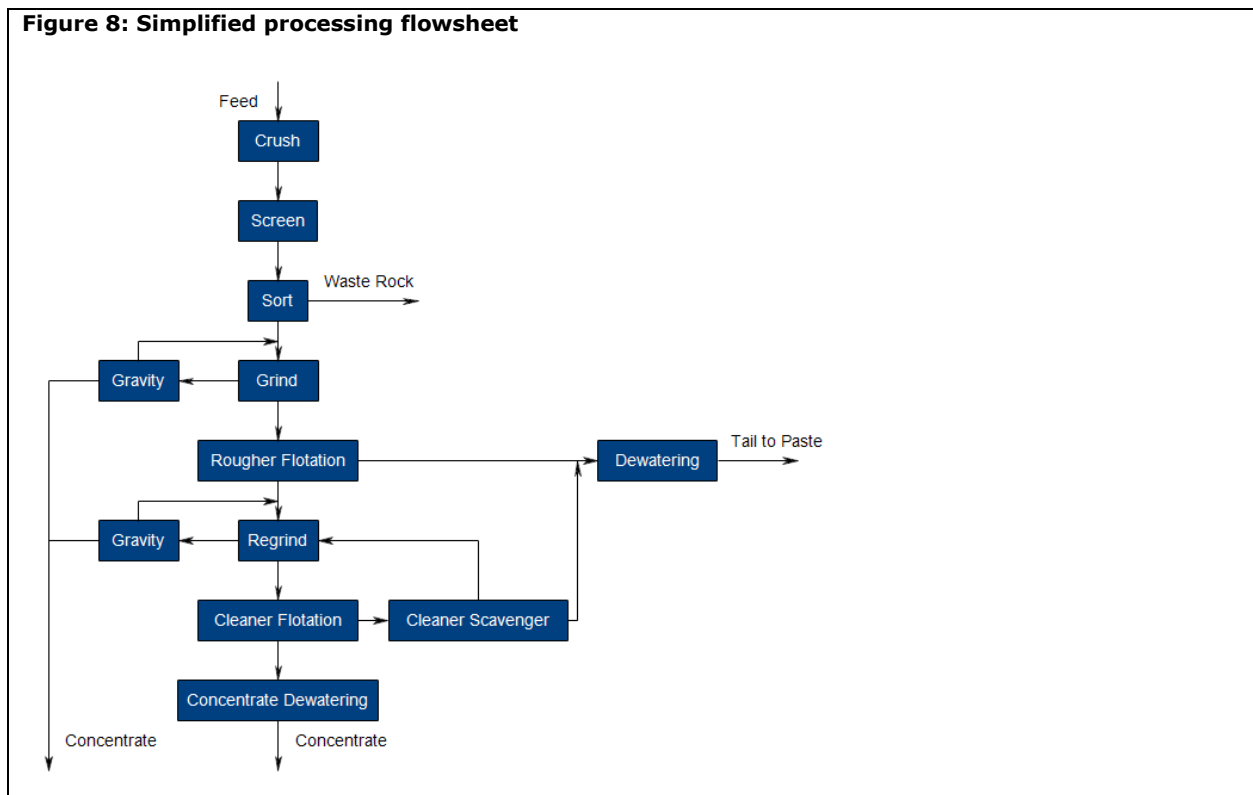 Figure 8: Simplified processing flowsheet
Feed
Crush
Screen
Waste Rock
Sort
Gravity
Grind
Tail to Paste
Rougher Flotation
Dewatering
Gravity
Regrind
Cleaner Flotation
Cleaner Scavenger
Concentrate Dewatering
Concentrate
Concentrate